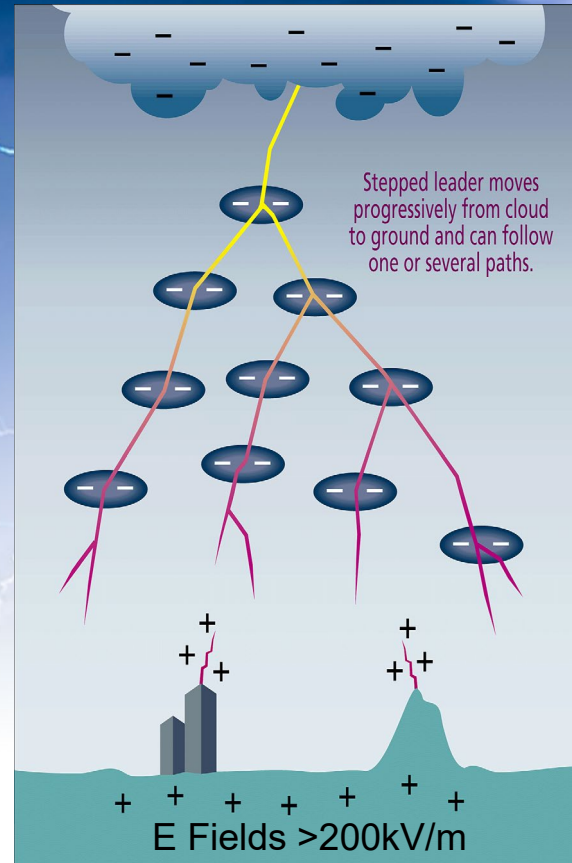 Stepped leader moves
progressively from cloud
to ground and can follow
one or several paths.
E Fields >200kV/m